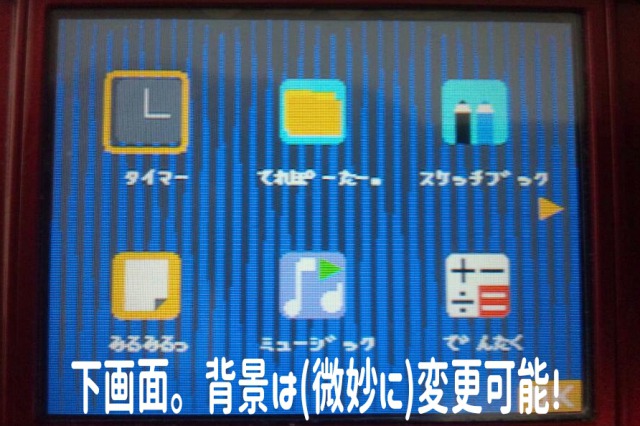 タイマー
てれぽーたー。
スケッチブック
みるみるっ
ミュージック
でんたく
下画面。背景は(微妙に)変更可能!